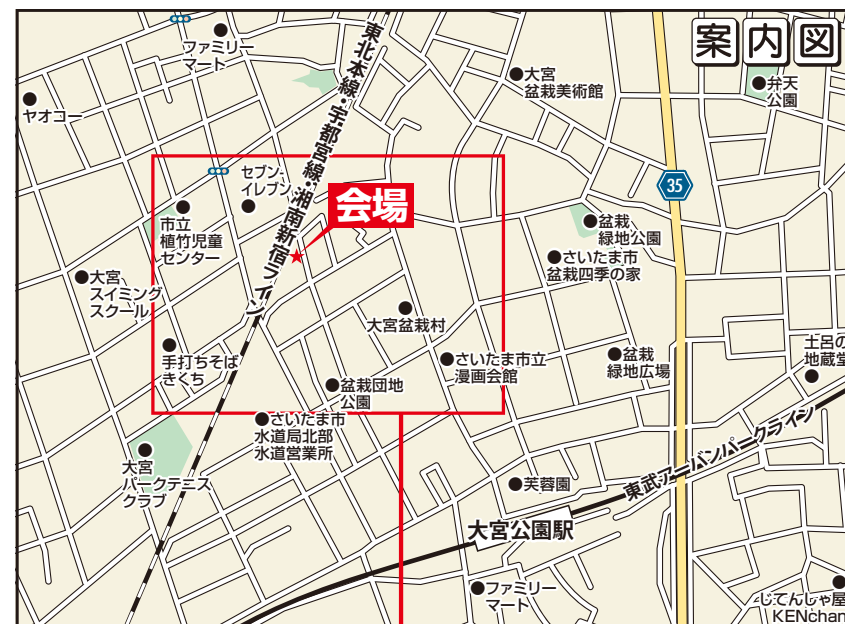 案内図
ファミリー
マート
ヤオコー
東北本線・宇都宮線・湘南新宿ライン
大宮
盆栽美術館
弁天
公園
35
セブン-
イレブン
会場
市立
植竹児童
センター
盆栽
緑地公園
さいたま市
盆栽四季の家
大宮
スイミング
スクール
大宮盆栽村
手打ちそば
きくち
さいたま市立
漫画会館
盆栽
緑地広場
土呂の
地蔵堂
盆栽団地
公園
さいたま市
水道局北部
水道営業所
大宮
パークテニス
クラブ
芙蓉園
東武アーバンパークライン
大宮公園駅
ファミリー
マート
じてんしゃ屋
KENchan